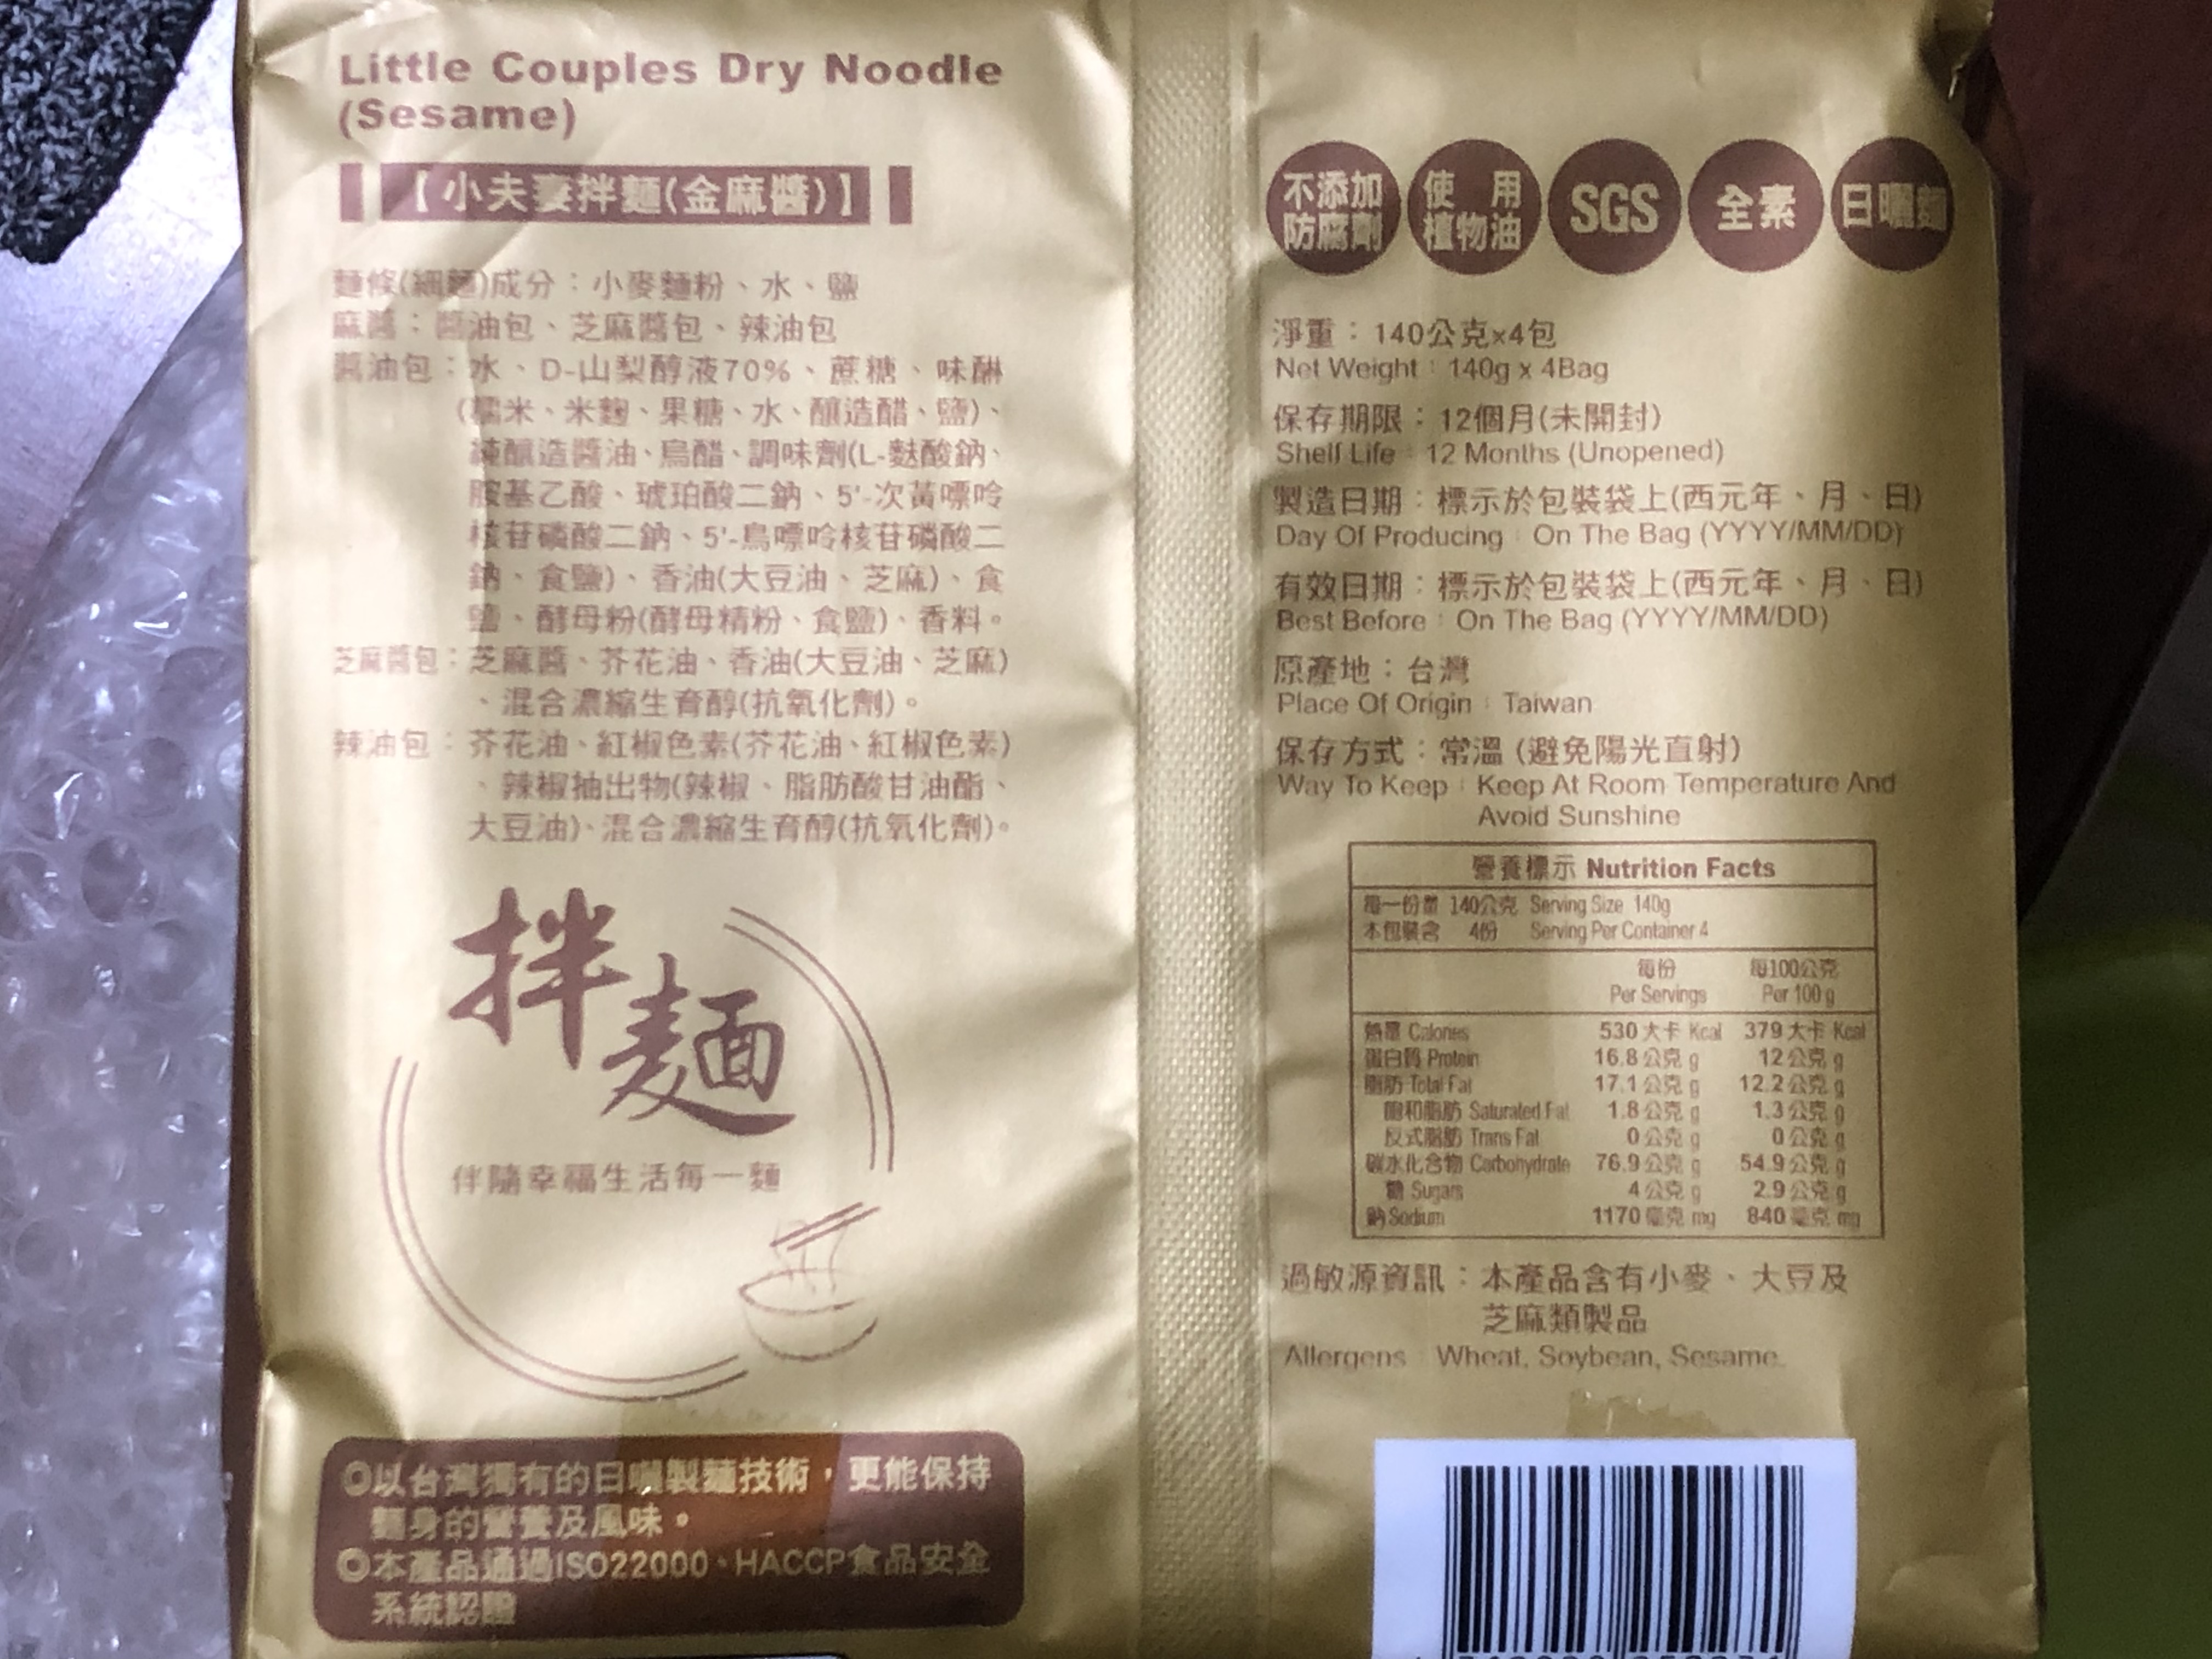 Little Couples Dry Noodle
(Sesame)
【小夫妻拌麵(金麻醬)】
麵條(細麵)成分：小麥麵粉、水、鹽
麻醬：醬油包、芝麻醬包、辣油包
醬油包：水、D-山梨醇液70%、蔗糖、味醂
(糯米、米麴、果糖、水、釀造醋、鹽)、
純釀造醬油、烏醋、調味劑(L-麩酸鈉、
胺基乙酸、琥珀酸二鈉、5'-次黃嘌呤
核苷磷酸二鈉、5'-鳥嘌呤核苷磷酸二
鈉、食鹽)、香油(大豆油、芝麻)、食
鹽、酵母粉(酵母精粉、食鹽)、香料。
芝麻醬包：芝麻醬、芥花油、香油(大豆油、芝麻)
、混合濃縮生育醇(抗氧化劑)。
辣油包：芥花油、紅椒色素(芥花油、紅椒色素)
、辣椒抽出物(辣椒、脂肪酸甘油酯、
大豆油)、混合濃縮生育醇(抗氧化劑)。
拌麵
伴隨幸福生活每一麵
◎以台灣獨有的日曬製麵技術，更能保持
麵身的營養及風味。
◎本產品通過ISO22000、HACCP食品安全
系統認證
不添加
防腐劑
使用
植物油
SGS
全素
日曬麵
淨重：140公克×4包
Net Weight：140g x 4Bag
保存期限：12個月(未開封)
Shelf Life：12 Months (Unopened)
製造日期：標示於包裝袋上(西元年、月、日)
Day Of Producing：On The Bag (YYYY/MM/DD)
有效日期：標示於包裝袋上(西元年、月、日)
Best Before：On The Bag (YYYY/MM/DD)
原產地：台灣
Place Of Origin：Taiwan
保存方式：常溫 (避免陽光直射)
Way To Keep：Keep At Room Temperature And
Avoid Sunshine
營養標示 Nutrition Facts
每一份量 140公克 Serving Size 140g
本包裝含 4份 Serving Per Container 4
每份 每100公克
Per Servings Per 100 g
熱量 Calories 530 大卡 Kcal 379 大卡 Kcal
蛋白質 Protein 16.8 公克 g 12 公克 g
脂肪 Total Fat 17.1 公克 g 12.2 公克 g
飽和脂肪 Saturated Fat 1.8 公克 g 1.3 公克 g
反式脂肪 Trans Fat 0 公克 g 0 公克 g
碳水化合物 Carbohydrate 76.9 公克 g 54.9 公克 g
糖 Sugars 4 公克 g 2.9 公克 g
鈉 Sodium 1170 毫克 mg 840 毫克 mg
過敏源資訊：本產品含有小麥、大豆及
芝麻類製品
Allergens：Wheat, Soybean, Sesame.